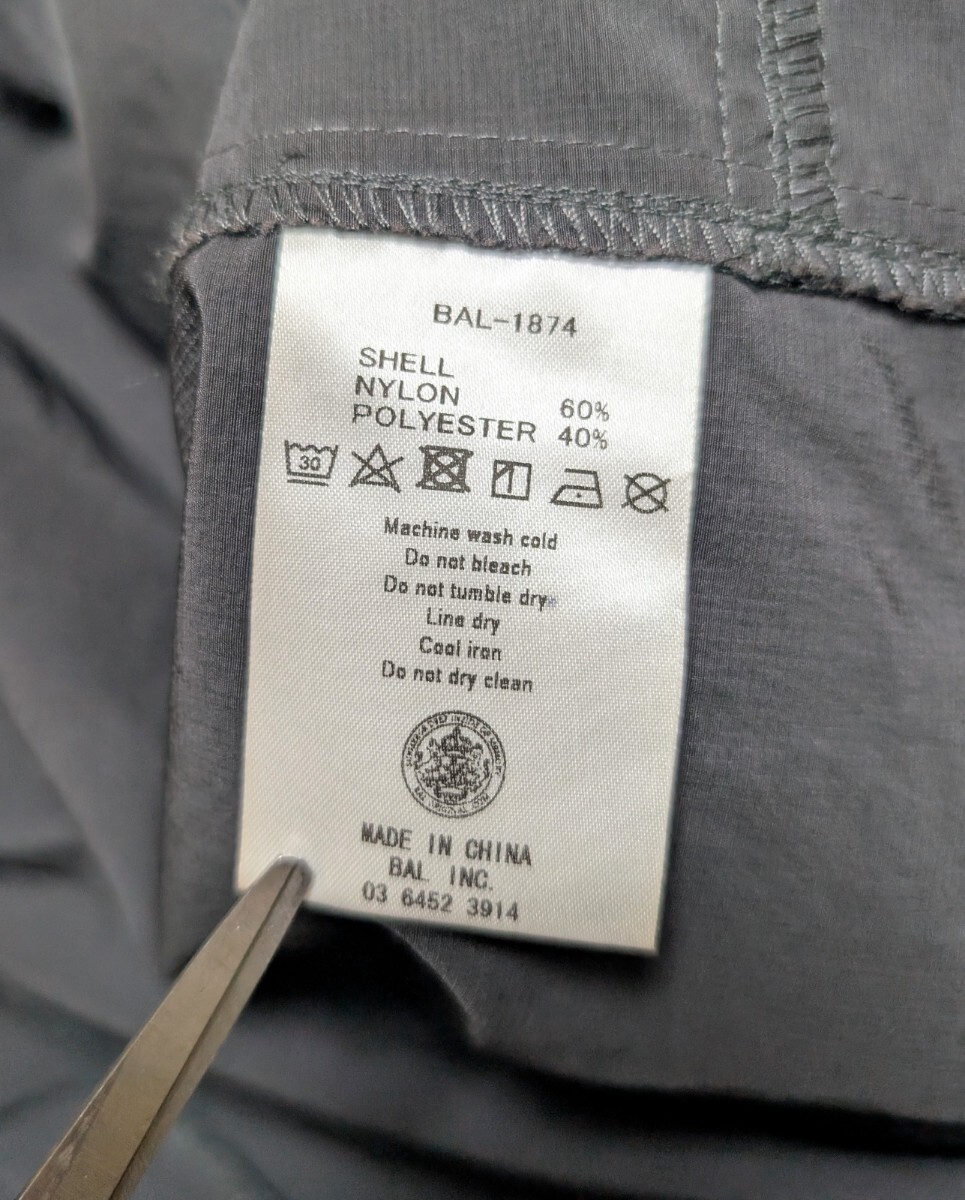 BAL-1874
SHELL
NYLON 60%
POLYESTER 40%
30
Machine wash cold
Do not bleach
Do not tumble dry
Line dry
Cool iron
Do not dry clean
MADE IN CHINA
BAL INC.
03 6452 3914